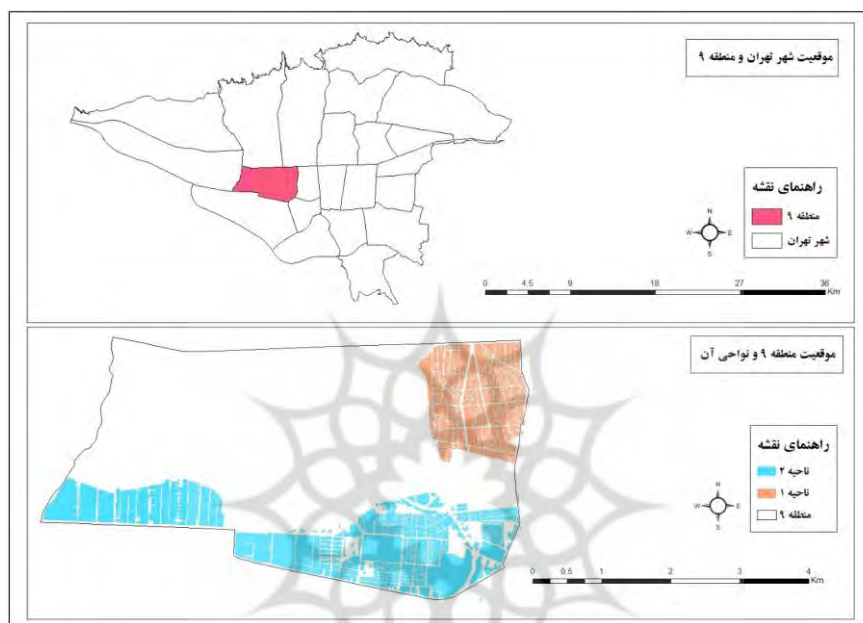 موقعیت شهر تهران و منطقه ۹
راهنمای نقشه
منطقه ۹
شهر تهران
N
W E
S
0 4.5 9 18 27 36
Km
موقعیت منطقه ۹ و نواحی آن
راهنمای نقشه
ناحیه ۲
ناحیه ۱
منطقه ۹
N
W E
S
0 0.5 1 2 3 4
Km